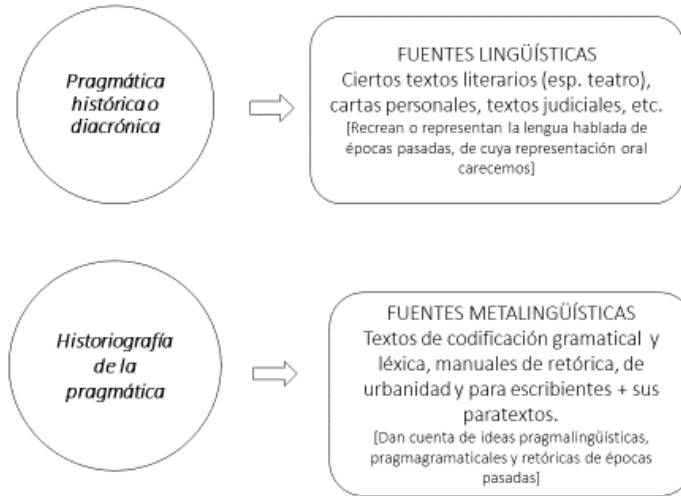 Pragmática
histórica o
diacrónica
FUENTES LINGÜÍSTICAS
Ciertos textos literarios (esp. teatro),
cartas personales, textos judiciales, etc.
[Recrean o representan la lengua hablada de
épocas pasadas, de cuya representación oral
carecemos]
Historiografía
de la
pragmática
FUENTES METALINGÜÍSTICAS
Textos de codificación gramatical y
léxica, manuales de retórica, de
urbanidad y para escribientes + sus
paratextos.
[Dan cuenta de ideas pragmalingüísticas,
pragmagramaticales y retóricas de épocas
pasadas]